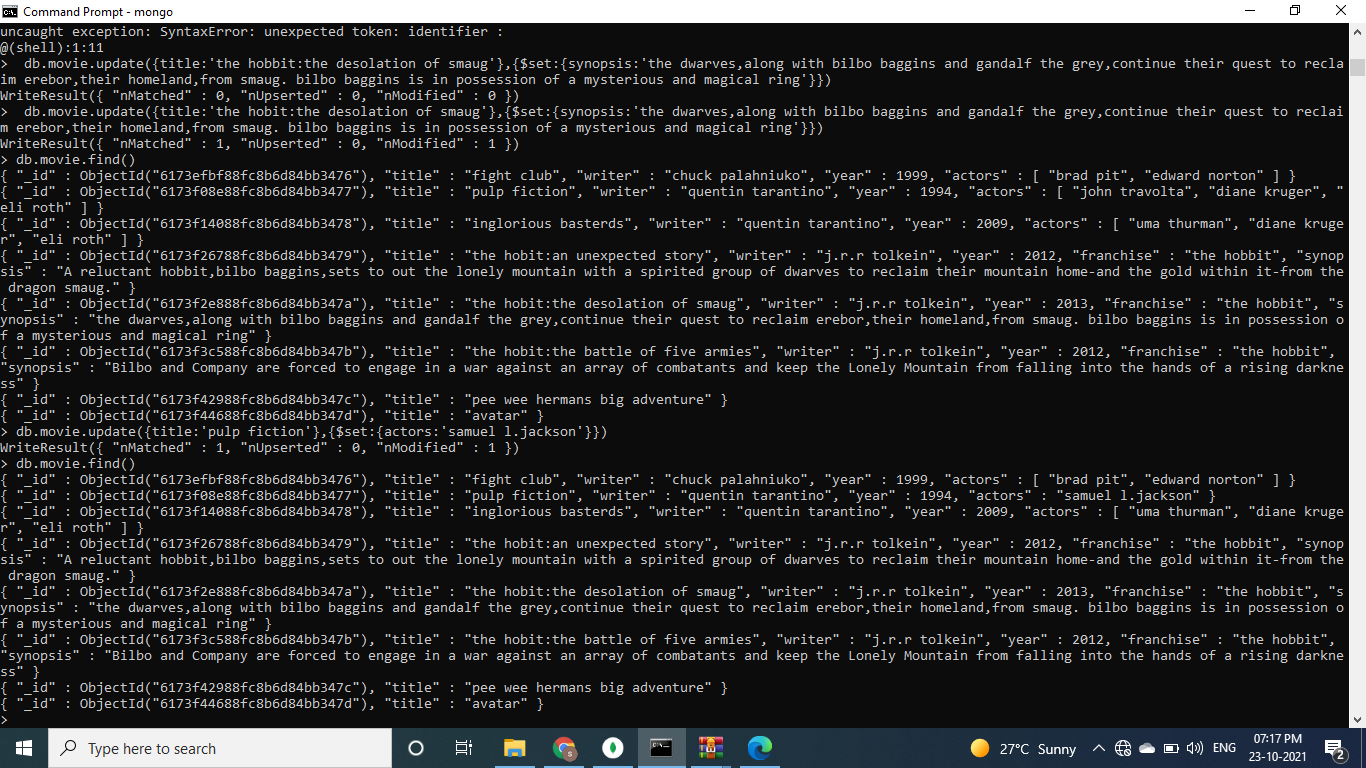 Command Prompt - mongo
uncaught exception: SyntaxError: unexpected token: identifier :
@(shell):1:11
>  db.movie.update({title:'the hobbit:the desolation of smaug'},{$set:{synopsis:'the dwarves,along with bilbo baggins and gandalf the grey,continue their quest to recla
im erebor,their homeland,from smaug. bilbo baggins is in possession of a mysterious and magical ring'}})
WriteResult({ "nMatched" : 0, "nUpserted" : 0, "nModified" : 0 })
>  db.movie.update({title:'the hobit:the desolation of smaug'},{$set:{synopsis:'the dwarves,along with bilbo baggins and gandalf the grey,continue their quest to reclai
m erebor,their homeland,from smaug. bilbo baggins is in possession of a mysterious and magical ring'}})
WriteResult({ "nMatched" : 1, "nUpserted" : 0, "nModified" : 1 })
> db.movie.find()
{ "_id" : ObjectId("6173efbf88fc8b6d84bb3476"), "title" : "fight club", "writer" : "chuck palahniuko", "year" : 1999, "actors" : [ "brad pit", "edward norton" ] }
{ "_id" : ObjectId("6173f08e88fc8b6d84bb3477"), "title" : "pulp fiction", "writer" : "quentin tarantino", "year" : 1994, "actors" : [ "john travolta", "diane kruger", "
eli roth" ] }
{ "_id" : ObjectId("6173f14088fc8b6d84bb3478"), "title" : "inglorious basterds", "writer" : "quentin tarantino", "year" : 2009, "actors" : [ "uma thurman", "diane kruge
r", "eli roth" ] }
{ "_id" : ObjectId("6173f26788fc8b6d84bb3479"), "title" : "the hobit:an unexpected story", "writer" : "j.r.r tolkein", "year" : 2012, "franchise" : "the hobbit", "synop
sis" : "A reluctant hobbit,bilbo baggins,sets to out the lonely mountain with a spirited group of dwarves to reclaim their mountain home-and the gold within it-from the
 dragon smaug." }
{ "_id" : ObjectId("6173f2e888fc8b6d84bb347a"), "title" : "the hobit:the desolation of smaug", "writer" : "j.r.r tolkein", "year" : 2013, "franchise" : "the hobbit", "s
ynopsis" : "the dwarves,along with bilbo baggins and gandalf the grey,continue their quest to reclaim erebor,their homeland,from smaug. bilbo baggins is in possession o
f a mysterious and magical ring" }
{ "_id" : ObjectId("6173f3c588fc8b6d84bb347b"), "title" : "the hobit:the battle of five armies", "writer" : "j.r.r tolkein", "year" : 2012, "franchise" : "the hobbit",
"synopsis" : "Bilbo and Company are forced to engage in a war against an array of combatants and keep the Lonely Mountain from falling into the hands of a rising darkne
ss" }
{ "_id" : ObjectId("6173f42988fc8b6d84bb347c"), "title" : "pee wee hermans big adventure" }
{ "_id" : ObjectId("6173f44688fc8b6d84bb347d"), "title" : "avatar" }
> db.movie.update({title:'pulp fiction'},{$set:{actors:'samuel l.jackson'}})
WriteResult({ "nMatched" : 1, "nUpserted" : 0, "nModified" : 1 })
> db.movie.find()
{ "_id" : ObjectId("6173efbf88fc8b6d84bb3476"), "title" : "fight club", "writer" : "chuck palahniuko", "year" : 1999, "actors" : [ "brad pit", "edward norton" ] }
{ "_id" : ObjectId("6173f08e88fc8b6d84bb3477"), "title" : "pulp fiction", "writer" : "quentin tarantino", "year" : 1994, "actors" : "samuel l.jackson" }
{ "_id" : ObjectId("6173f14088fc8b6d84bb3478"), "title" : "inglorious basterds", "writer" : "quentin tarantino", "year" : 2009, "actors" : [ "uma thurman", "diane kruge
r", "eli roth" ] }
{ "_id" : ObjectId("6173f26788fc8b6d84bb3479"), "title" : "the hobit:an unexpected story", "writer" : "j.r.r tolkein", "year" : 2012, "franchise" : "the hobbit", "synop
sis" : "A reluctant hobbit,bilbo baggins,sets to out the lonely mountain with a spirited group of dwarves to reclaim their mountain home-and the gold within it-from the
 dragon smaug." }
{ "_id" : ObjectId("6173f2e888fc8b6d84bb347a"), "title" : "the hobit:the desolation of smaug", "writer" : "j.r.r tolkein", "year" : 2013, "franchise" : "the hobbit", "s
ynopsis" : "the dwarves,along with bilbo baggins and gandalf the grey,continue their quest to reclaim erebor,their homeland,from smaug. bilbo baggins is in possession o
f a mysterious and magical ring" }
{ "_id" : ObjectId("6173f3c588fc8b6d84bb347b"), "title" : "the hobit:the battle of five armies", "writer" : "j.r.r tolkein", "year" : 2012, "franchise" : "the hobbit",
"synopsis" : "Bilbo and Company are forced to engage in a war against an array of combatants and keep the Lonely Mountain from falling into the hands of a rising darkne
ss" }
{ "_id" : ObjectId("6173f42988fc8b6d84bb347c"), "title" : "pee wee hermans big adventure" }
{ "_id" : ObjectId("6173f44688fc8b6d84bb347d"), "title" : "avatar" }
>
Type here to search
27°C Sunny
ENG
07:17 PM
23-10-2021
2